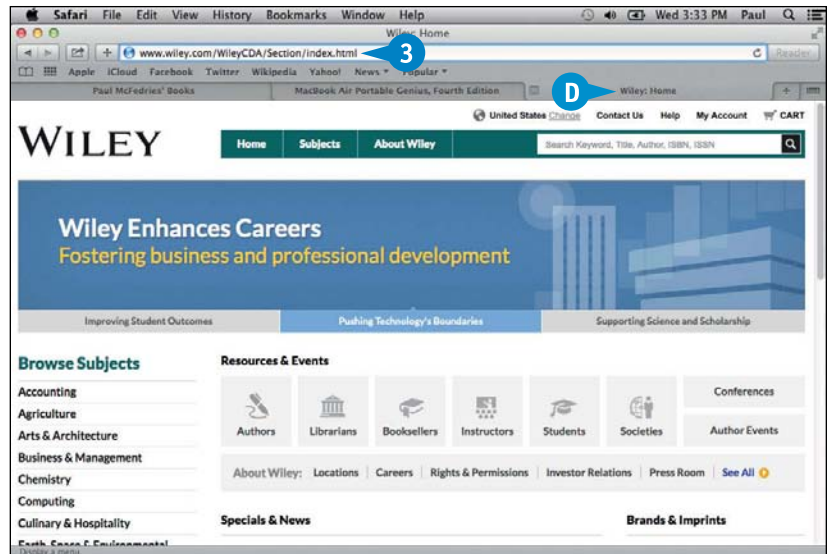 Safari File Edit View History Bookmarks Window Help Wed 3:33 PM Paul
Wiley: Home
www.wiley.com/WileyCDA/Section/index.html 3 Reader
Apple iCloud Facebook Twitter Wikipedia Yahoo! News Popular
Paul McFedries' Books MacBook Air Portable Genius, Fourth Edition D Wiley: Home
United States Change Contact Us Help My Account CART
WILEY Home Subjects About Wiley Search Keyword, Title, Author, ISBN, ISSN
Wiley Enhances Careers
Fostering business and professional development
Improving Student Outcomes Pushing Technology's Boundaries Supporting Science and Scholarship
Browse Subjects
Accounting
Agriculture
Arts & Architecture
Business & Management
Chemistry
Computing
Culinary & Hospitality
Earth, Space & Environmental
Resources & Events
Authors Librarians Booksellers Instructors Students Societies
Conferences
Author Events
About Wiley: Locations Careers Rights & Permissions Investor Relations Press Room See All
Specials & News Brands & Imprints
Display a menu